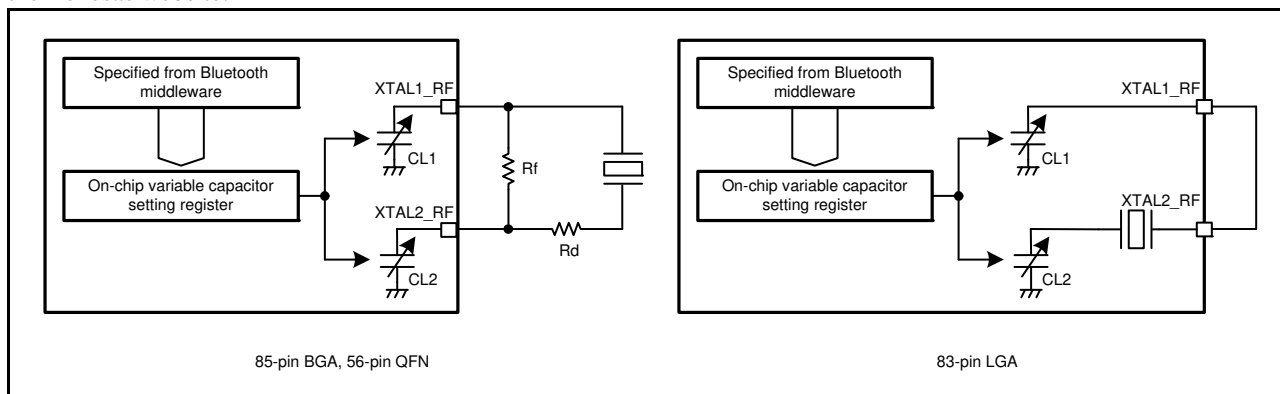 Specified from Bluetooth
middleware
On-chip variable capacitor
setting register
XTAL1_RF
CL1
Rf
XTAL2_RF
Rd
CL2
85-pin BGA, 56-pin QFN
Specified from Bluetooth
middleware
On-chip variable capacitor
setting register
XTAL1_RF
CL1
XTAL2_RF
CL2
83-pin LGA